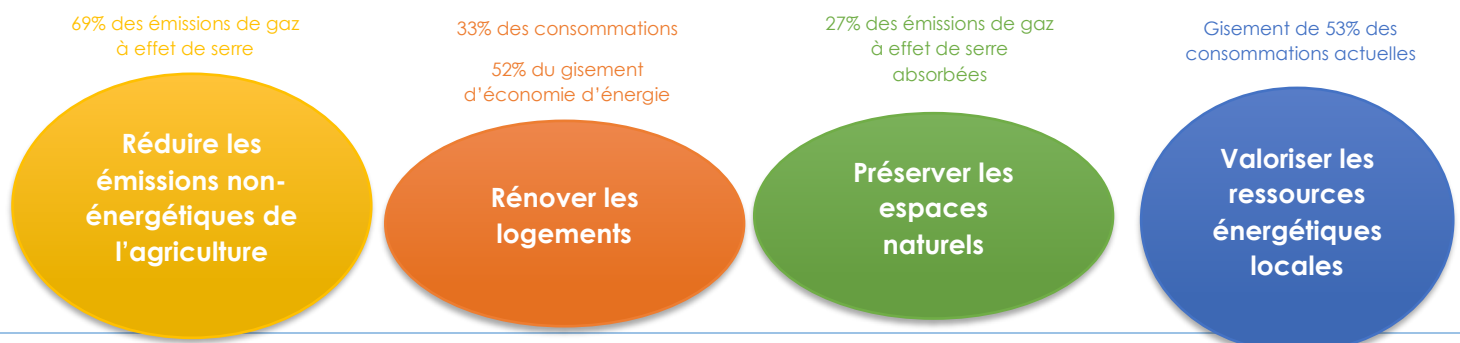 69% des émissions de gaz
à effet de serre
Réduire les
émissions non-
énergétiques de
l'agriculture
33% des consommations
52% du gisement
d'économie d'énergie
Rénover les
logements
27% des émissions de gaz
à effet de serre
absorbées
Préserver les
espaces
naturels
Gisement de 53% des
consommations actuelles
Valoriser les
ressources
énergétiques
locales